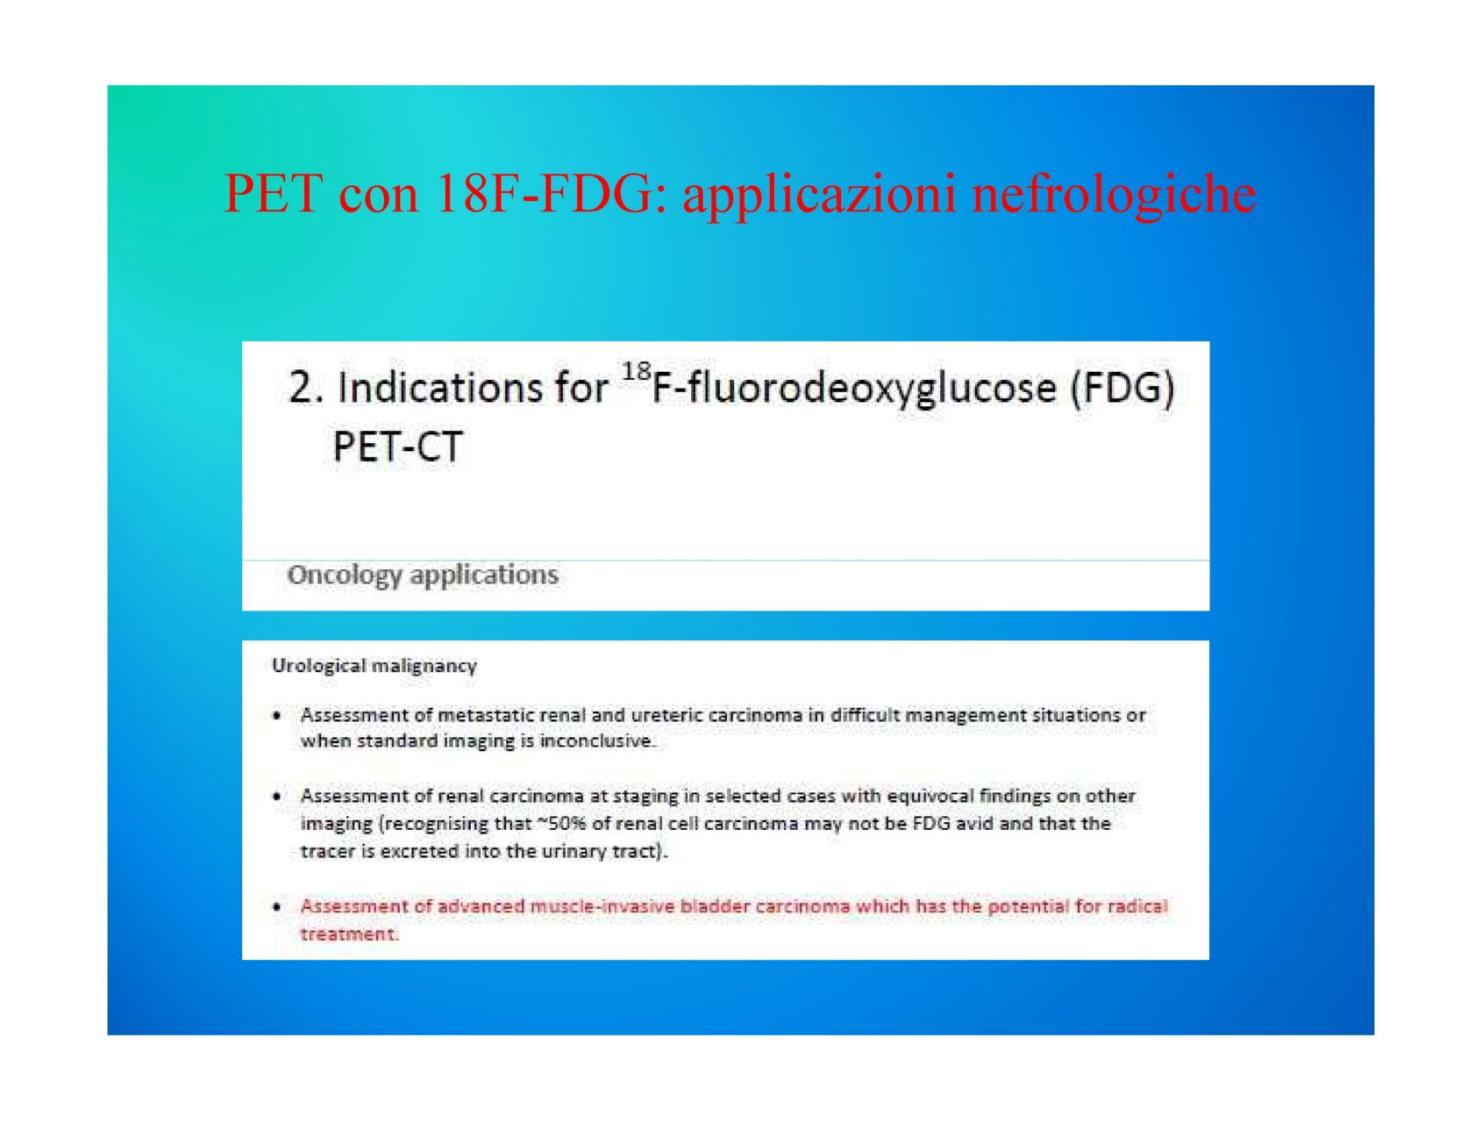 PET con 18F-FDG: applicazioni nefrologiche
2. Indications for ¹⁸F-fluorodeoxyglucose (FDG)
PET-CT
Oncology applications
Urological malignancy
• Assessment of metastatic renal and ureteric carcinoma in difficult management situations or
when standard imaging is inconclusive.
• Assessment of renal carcinoma at staging in selected cases with equivocal findings on other
imaging (recognising that ~50% of renal cell carcinoma may not be FDG avid and that the
tracer is excreted into the urinary tract).
• Assessment of advanced muscle-invasive bladder carcinoma which has the potential for radical
treatment.